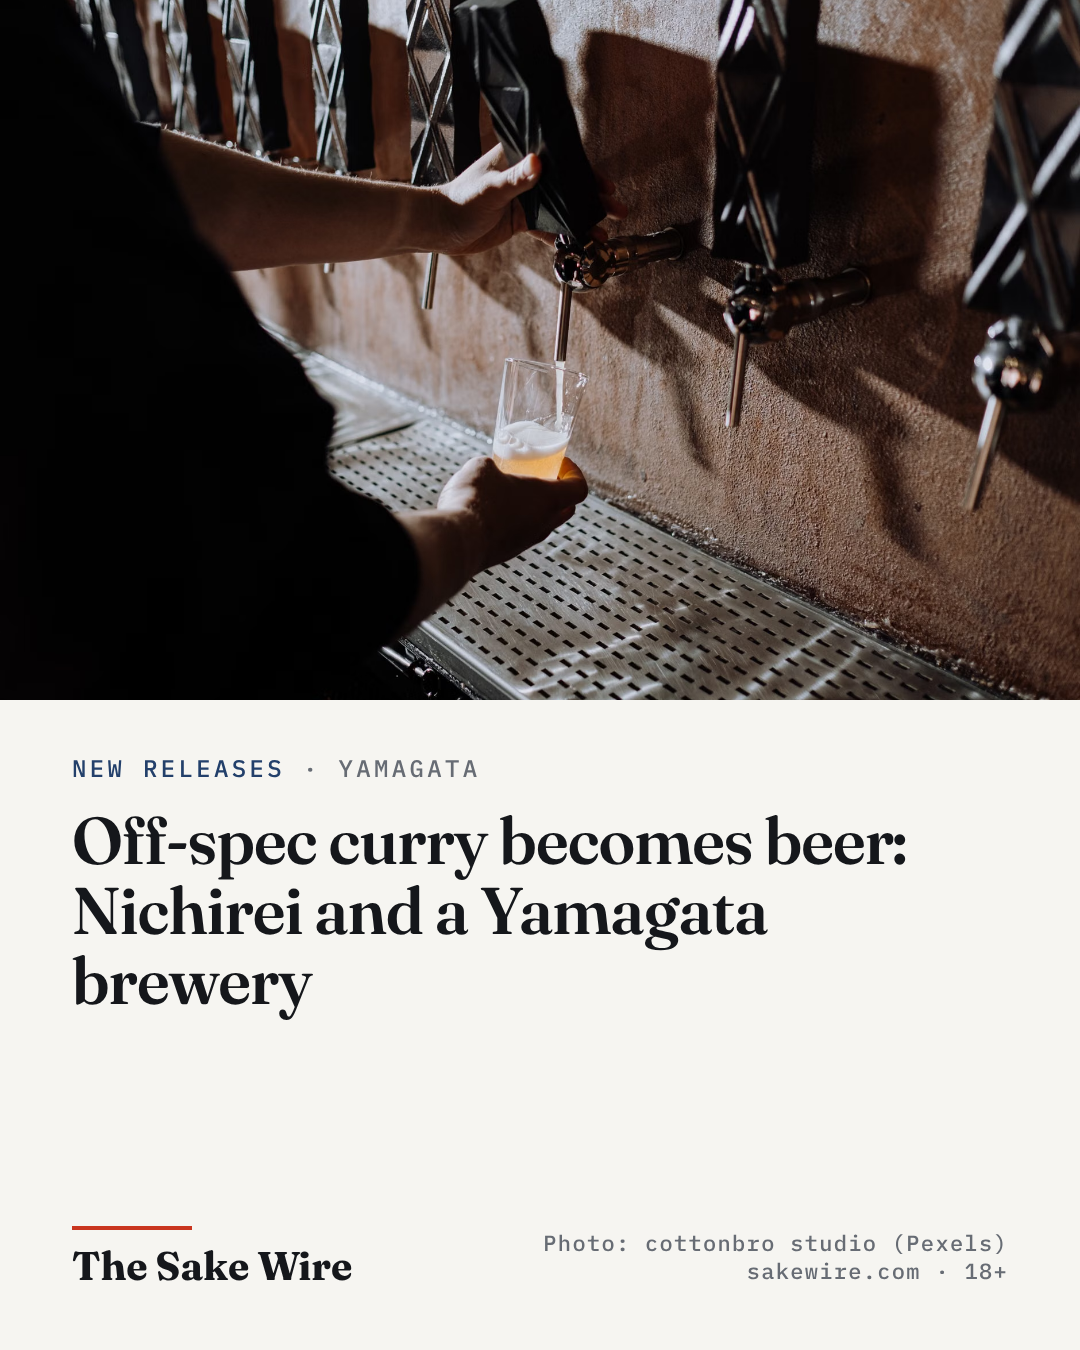 NEW RELEASES · YAMAGATA
Off-spec curry becomes beer:
Nichirei and a Yamagata
brewery
The Sake Wire
Photo: cottonbro studio (Pexels)
sakewire.com · 18+